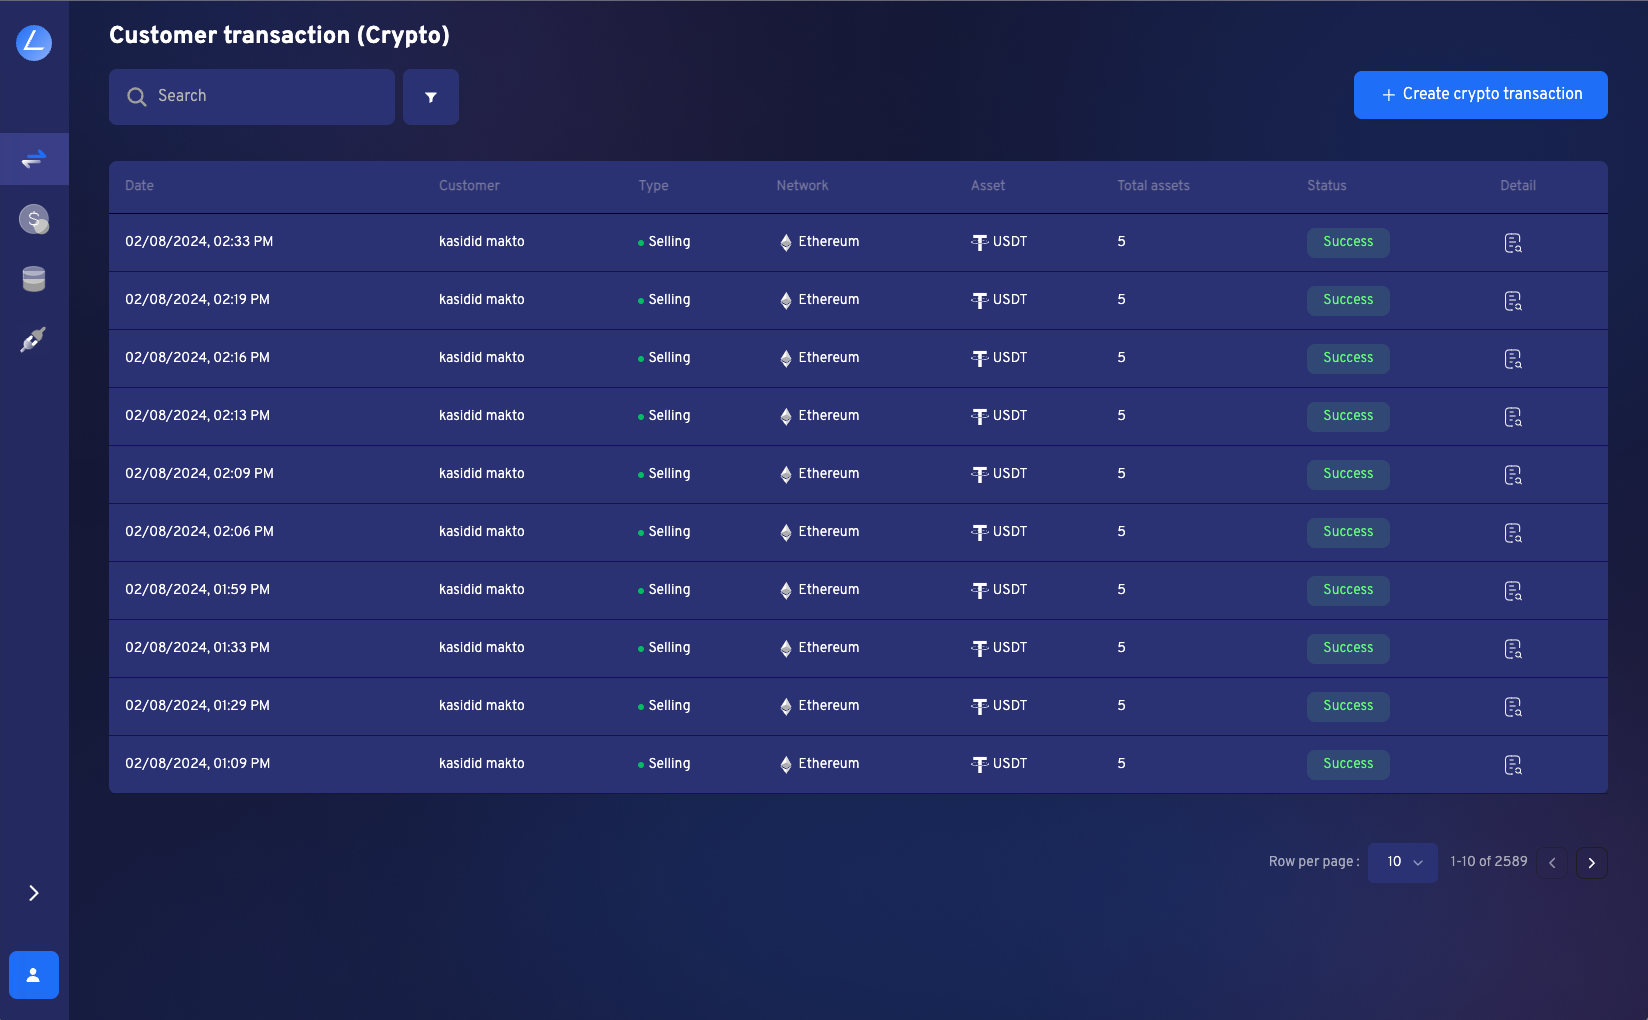 Customer transaction (Crypto)
Search
+ Create crypto transaction
Date Customer Type Network Asset Total assets Status Detail
02/08/2024, 02:33 PM kasidid makto Selling Ethereum USDT 5 Success
02/08/2024, 02:19 PM kasidid makto Selling Ethereum USDT 5 Success
02/08/2024, 02:16 PM kasidid makto Selling Ethereum USDT 5 Success
02/08/2024, 02:13 PM kasidid makto Selling Ethereum USDT 5 Success
02/08/2024, 02:09 PM kasidid makto Selling Ethereum USDT 5 Success
02/08/2024, 02:06 PM kasidid makto Selling Ethereum USDT 5 Success
02/08/2024, 01:59 PM kasidid makto Selling Ethereum USDT 5 Success
02/08/2024, 01:33 PM kasidid makto Selling Ethereum USDT 5 Success
02/08/2024, 01:29 PM kasidid makto Selling Ethereum USDT 5 Success
02/08/2024, 01:09 PM kasidid makto Selling Ethereum USDT 5 Success
Row per page : 10 1-10 of 2589